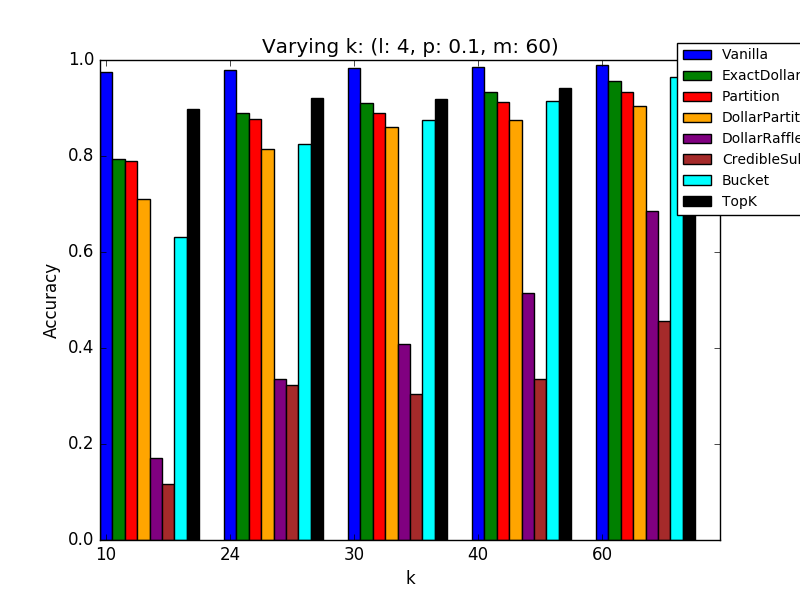 Varying k: (l: 4, p: 0.1, m: 60)
Vanilla
ExactDollar
Partition
DollarPartit
DollarRaffle
CredibleSu
Bucket
TopK
1.0
0.8
0.6
0.4
0.2
0.0
Accuracy
10 24 30 40 60
k